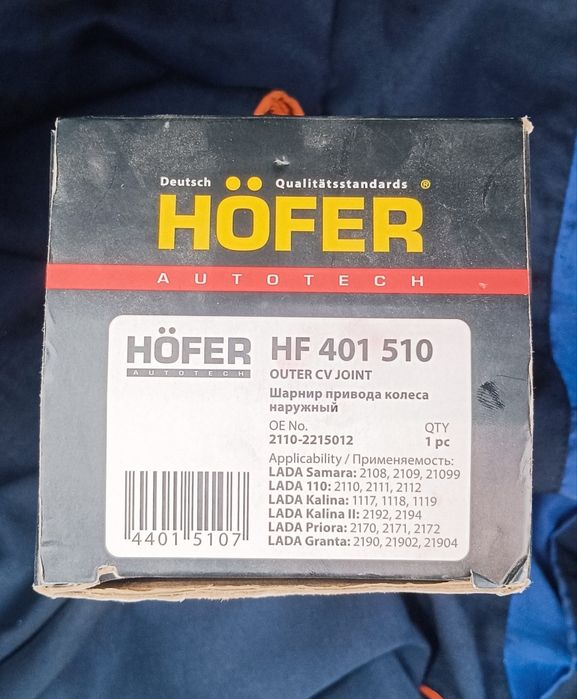 Deutsch Qualitätsstandards ®
HÖFER
AUTOTECH
HÖFER
AUTOTECH
HF 401 510
OUTER CV JOINT
Шарнир привода колеса
наружный
OE No. QTY
2110-2215012 1 pc
Applicability / Применяемость:
LADA Samara: 2108, 2109, 21099
LADA 110: 2110, 2111, 2112
LADA Kalina: 1117, 1118, 1119
LADA Kalina II: 2192, 2194
LADA Priora: 2170, 2171, 2172
LADA Granta: 2190, 21902, 21904
4401 5107